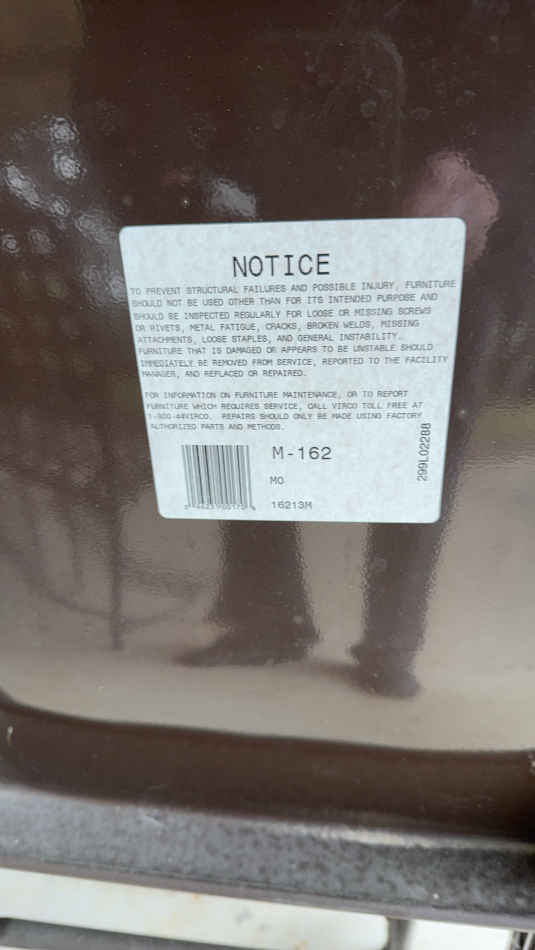 NOTICE
TO PREVENT STRUCTURAL FAILURES AND POSSIBLE INJURY, FURNITURE
SHOULD NOT BE USED OTHER THAN FOR ITS INTENDED PURPOSE AND
SHOULD BE INSPECTED REGULARLY FOR LOOSE OR MISSING SCREWS
OR RIVETS, METAL FATIGUE, CRACKS, BROKEN WELDS, MISSING
ATTACHMENTS, LOOSE STAPLES, AND GENERAL INSTABILITY.
FURNITURE THAT IS DAMAGED OR APPEARS TO BE UNSTABLE SHOULD
IMMEDIATELY BE REMOVED FROM SERVICE, REPORTED TO THE FACILITY
MANAGER, AND REPLACED OR REPAIRED.
FOR INFORMATION ON FURNITURE MAINTENANCE, OR TO REPORT
FURNITURE WHICH REQUIRES SERVICE, CALL VIRCO TOLL FREE AT
1-800-44VIRCO. REPAIRS SHOULD ONLY BE MADE USING FACTORY
AUTHORIZED PARTS AND METHODS.
M-162
MO
16213M
299L02288